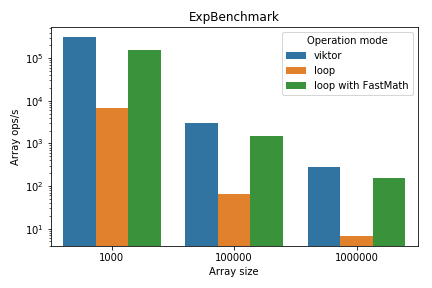 ExpBenchmark
Operation mode
viktor
loop
loop with FastMath
Array ops/s
10^5
10^4
10^3
10^2
10^1
1000
100000
1000000
Array size